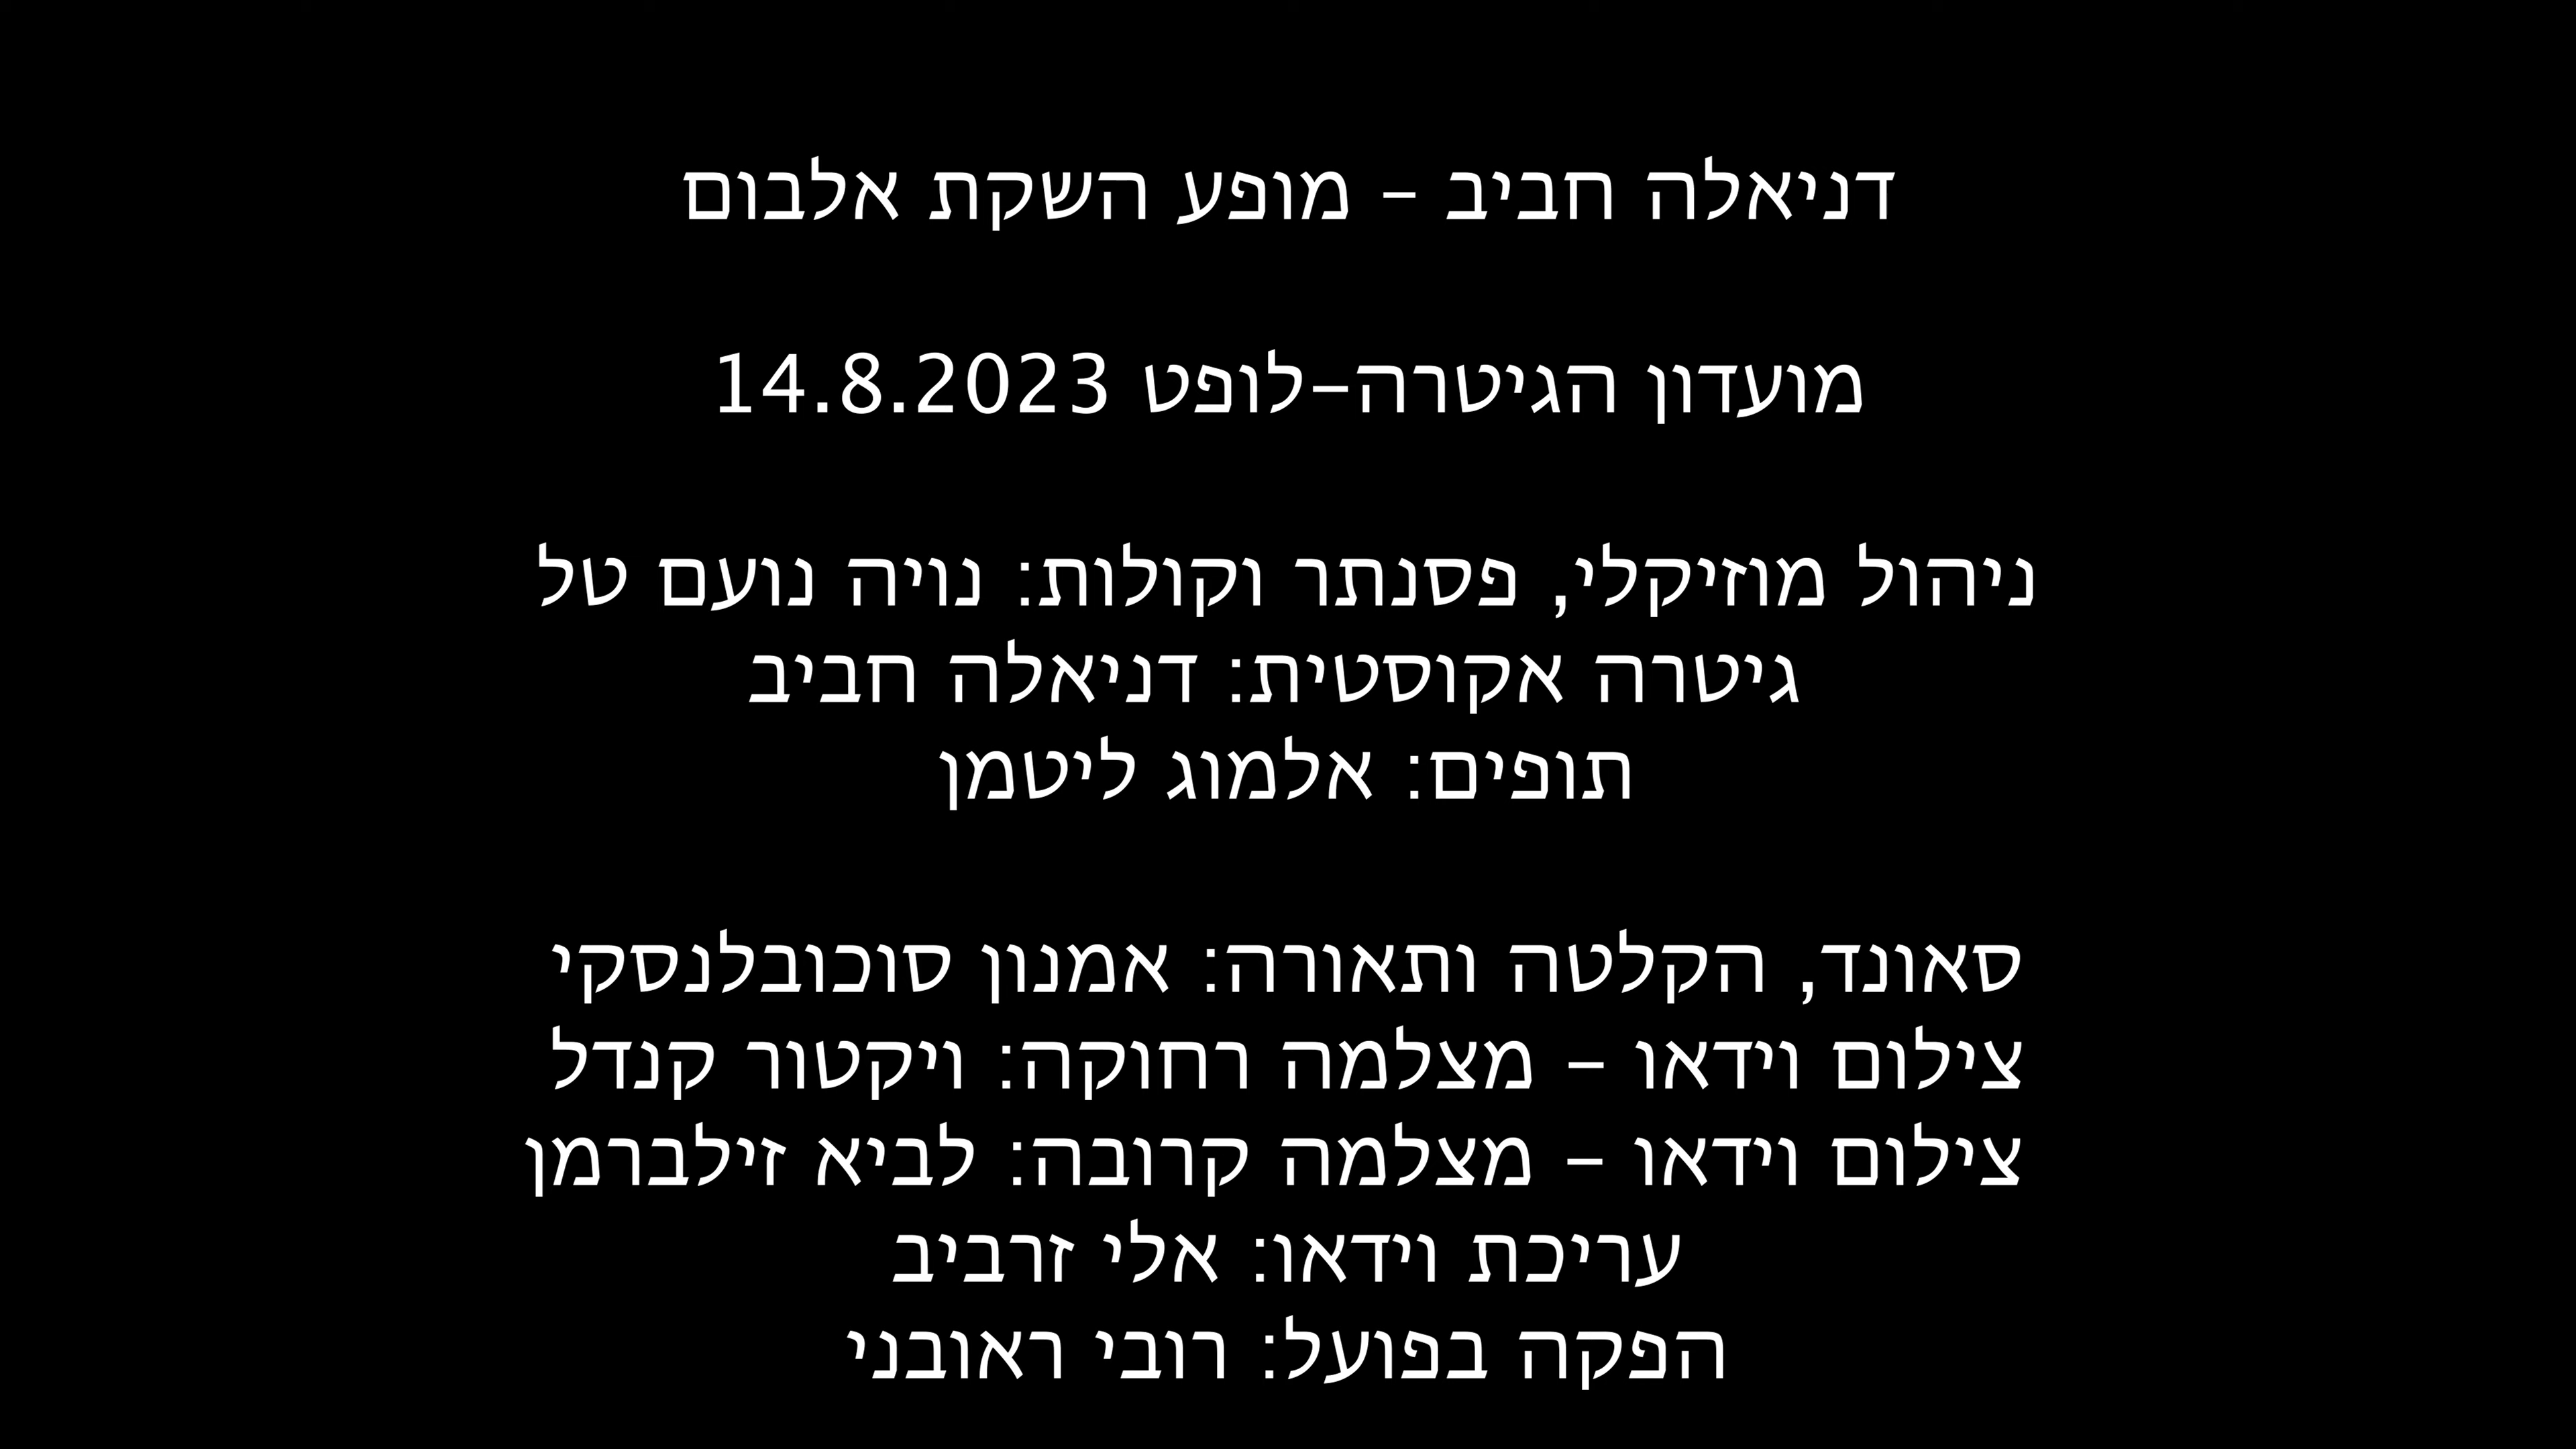 דניאלה חביב - מופע השקת אלבום
מועדון הגיטרה-לופט 14.8.2023
ניהול מוזיקלי, פסנתר וקולות: נויה נועם טל
גיטרה אקוסטית: דניאלה חביב
תופים: אלמוג ליטמן
סאונד, הקלטה ותאורה: אמנון סוכובלנסקי
צילום וידאו - מצלמה רחוקה: ויקטור קנדל
צילום וידאו - מצלמה קרובה: לביא זילברמן
עריכת וידאו: אלי זרביב
הפקה בפועל: רובי ראובני